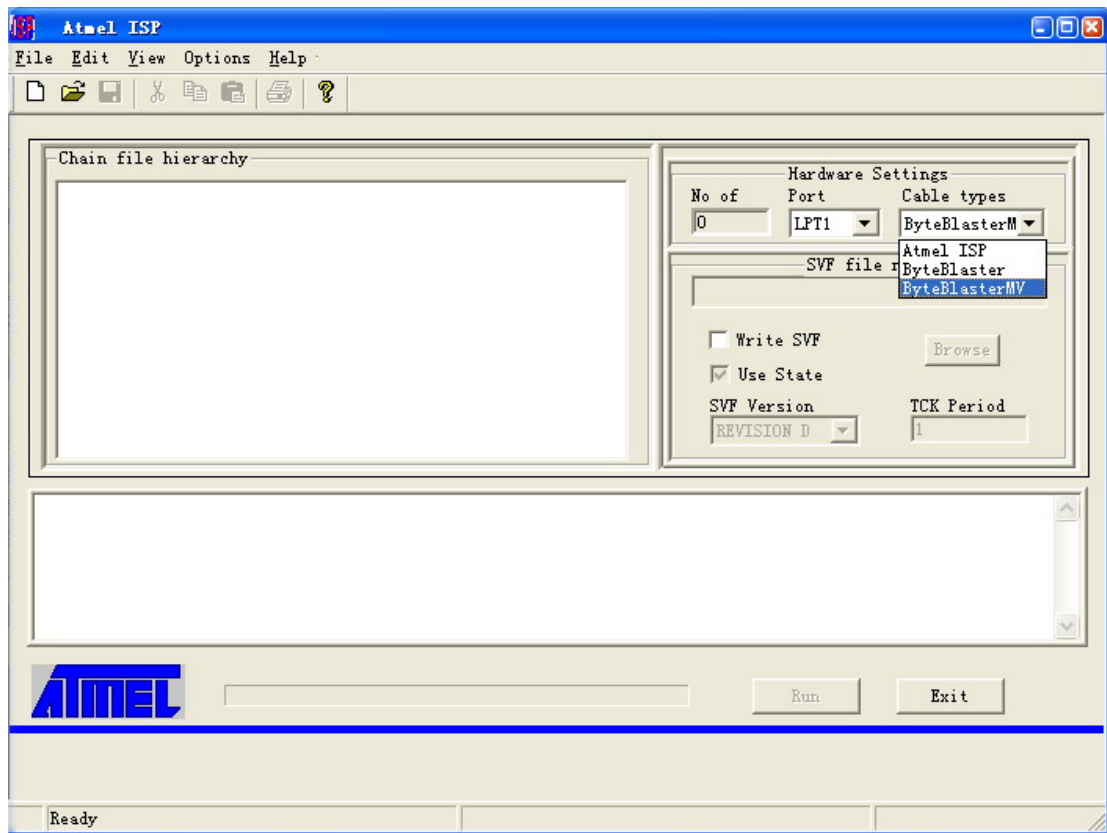 Atmel ISP
File Edit View Options Help
Chain file hierarchy
Hardware Settings
No of Port Cable types
0 LPT1 ByteBlasterM
Atmel ISP
ByteBlaster
ByteBlasterMV
SVF file
Write SVF
Browse
Use State
SVF Version TCK Period
REVISION D 1
ATMEL
Run Exit
Ready